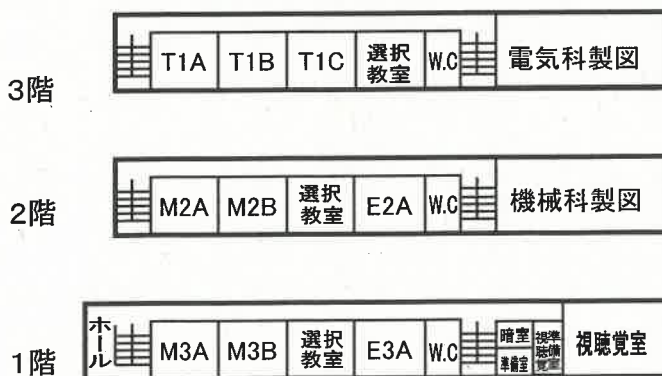 3階
T1A T1B T1C 選択教室 W.C 電気科製図
2階
M2A M2B 選択教室 E2A W.C 機械科製図
1階
ホール M3A M3B 選択教室 E3A W.C 暗室 準備室 視聴覚室 準備 視聴覚室